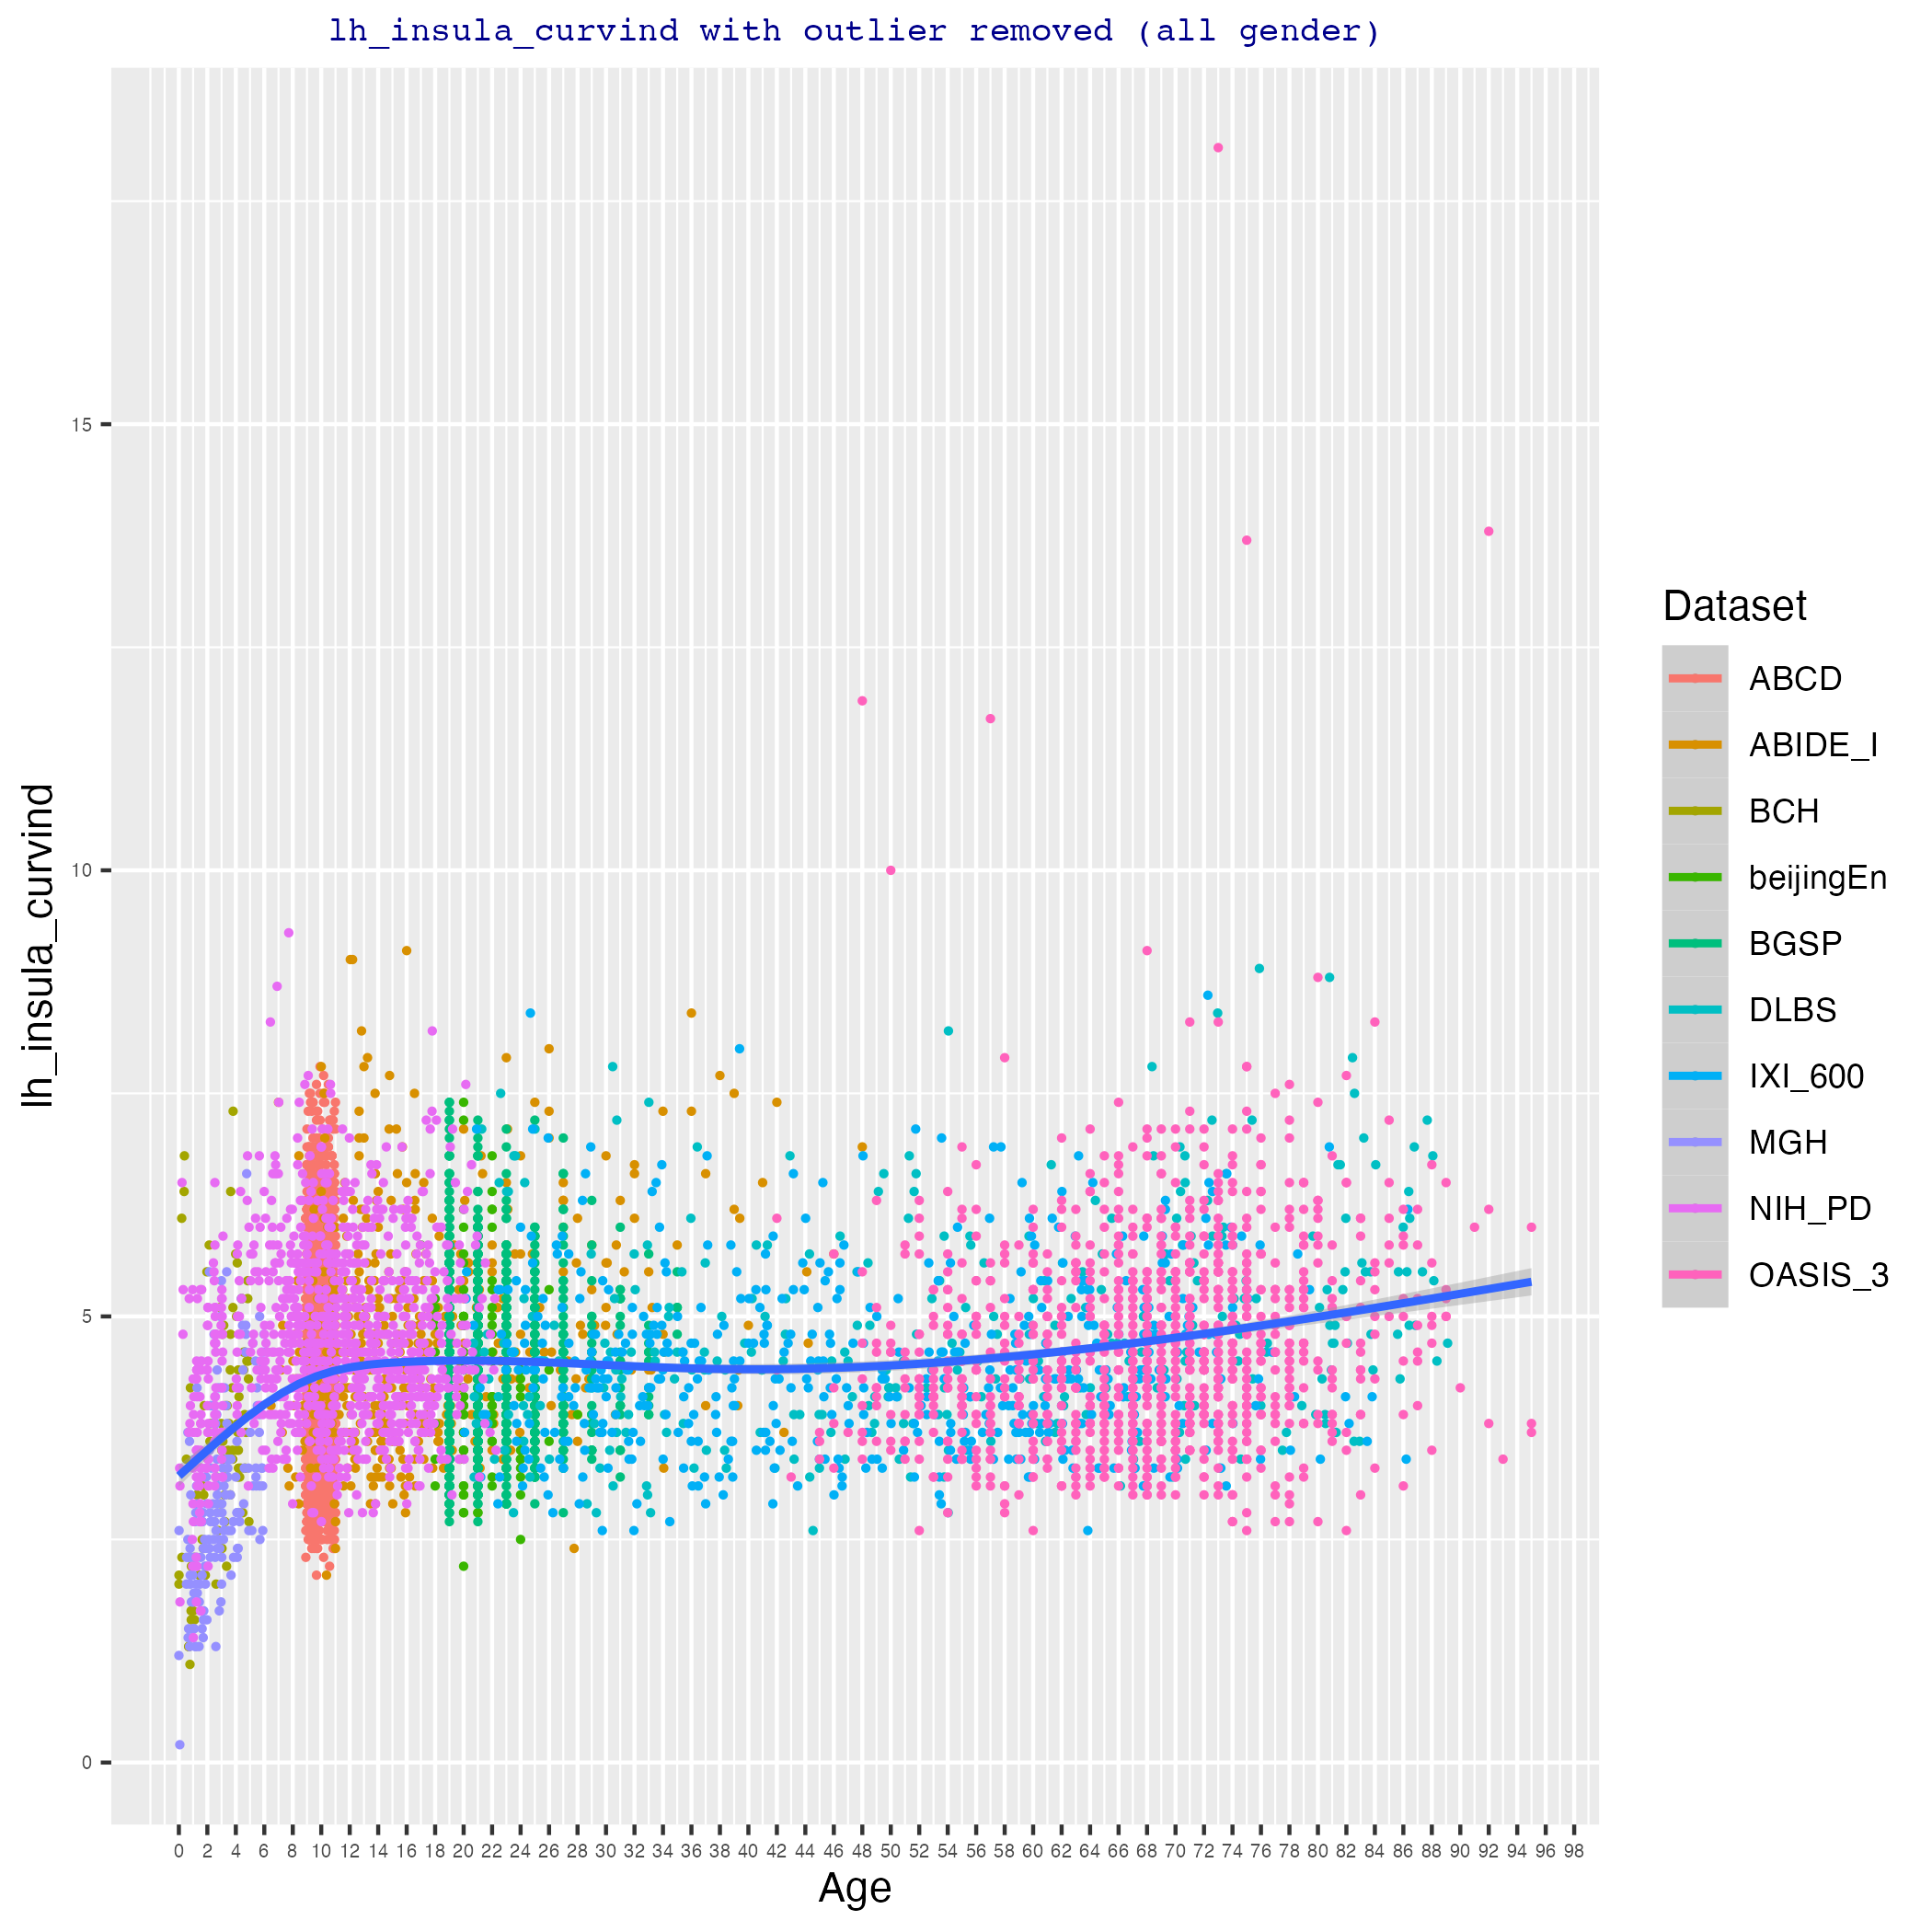 lh_insula_curvind with outlier removed (all gender)
lh_insula_curvind
15
10
5
0
0 2 4 6 8 10 12 14 16 18 20 22 24 26 28 30 32 34 36 38 40 42 44 46 48 50 52 54 56 58 60 62 64 66 68 70 72 74 76 78 80 82 84 86 88 90 92 94 96 98
Age
Dataset
ABCD
ABIDE_I
BCH
beijingEn
BGSP
DLBS
IXI_600
MGH
NIH_PD
OASIS_3